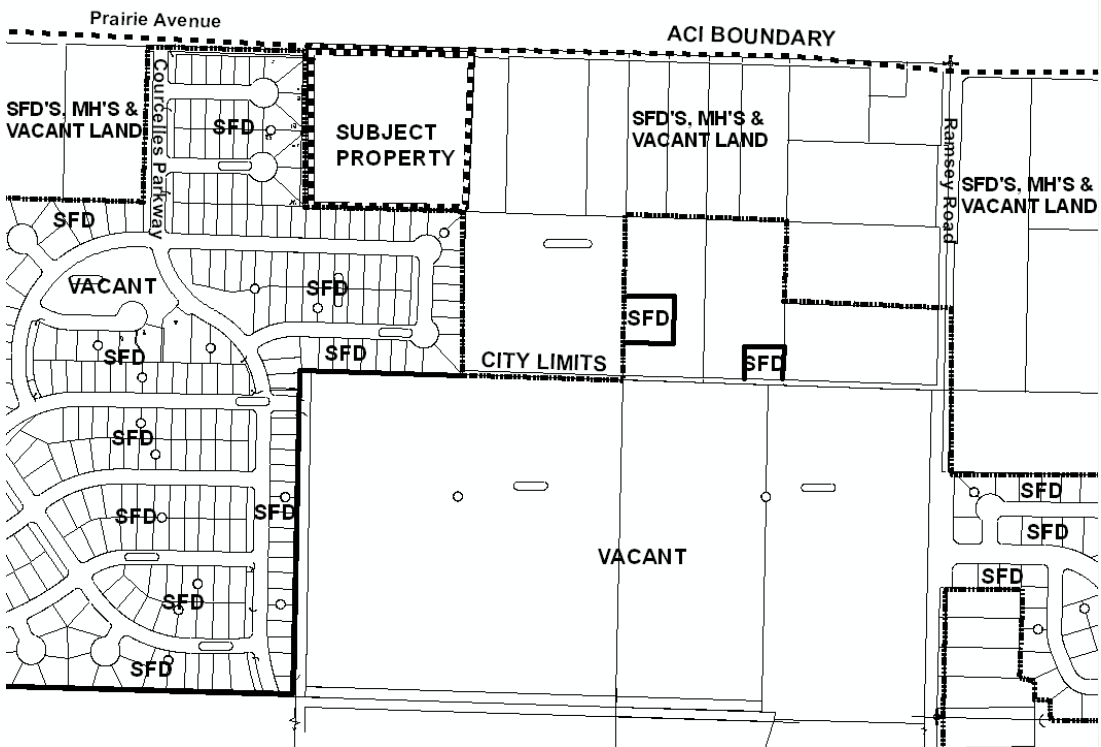 Prairie Avenue
ACI BOUNDARY
Courcelles Parkway
SFD'S, MH'S &
VACANT LAND
SFD
SUBJECT
PROPERTY
SFD'S, MH'S &
VACANT LAND
Ramsey Road
SFD'S, MH'S &
VACANT LAND
SFD
VACANT
SFD
SFD
SFD
SFD
CITY LIMITS
SFD
SFD
SFD
SFD
SFD
SFD
SFD
VACANT
SFD
SFD
SFD